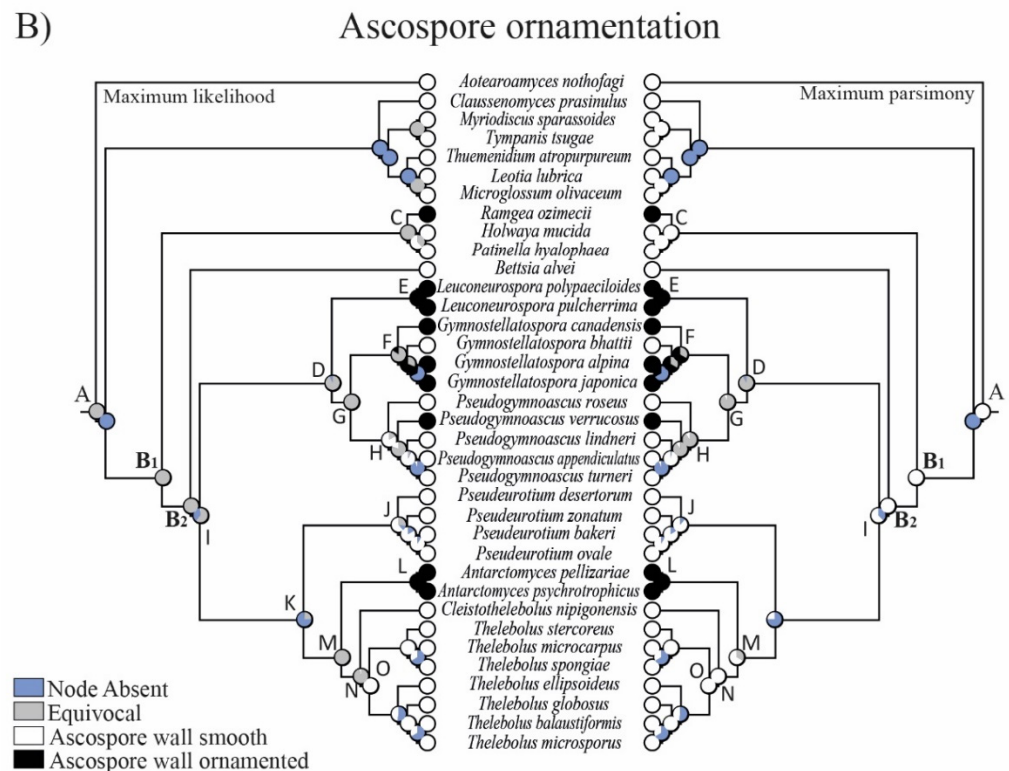 B)
Ascospore ornamentation
Maximum likelihood
Maximum parsimony
Aotearoamyces nothofagi
Claussenomyces prasinulus
Myriodiscus sparassoides
Tympanis tsugae
Thuemenidium atropurpureum
Leotia lubrica
Microglossum olivaceum
C Ramgea ozimecii C
Holwaya mucida
Patinella hyalophaea
Bettsia alvei
E Leuconeurospora polypaeciloides E
Leuconeurospora pulcherrima
Gymnostellatospora canadensis
F Gymnostellatospora bhattii F
D Gymnostellatospora alpina D
Gymnostellatospora japonica
A Pseudogymnoascus roseus A
G Pseudogymnoascus verrucosus G
Pseudogymnoascus lindneri
H Pseudogymnoascus appendiculatus H
Pseudogymnoascus turneri
B1 B1
Pseudeurotium desertorum
J Pseudeurotium zonatum J
B2 B2
I Pseudeurotium bakeri I
Pseudeurotium ovale
L Antarctomyces pellizariae L
Antarctomyces psychrotrophicus
K Cleistothelebolus nipigonensis
Thelebolus stercoreus
M Thelebolus microcarpus M
O Thelebolus spongiae O
N Thelebolus ellipsoideus N
Thelebolus globosus
Thelebolus balaustiformis
Thelebolus microsporus
Node Absent
Equivocal
Ascospore wall smooth
Ascospore wall ornamented